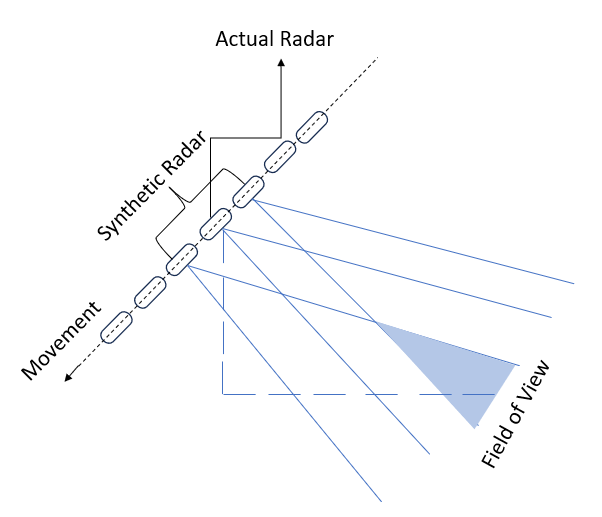 Actual Radar
Synthetic Radar
Movement
Field of View